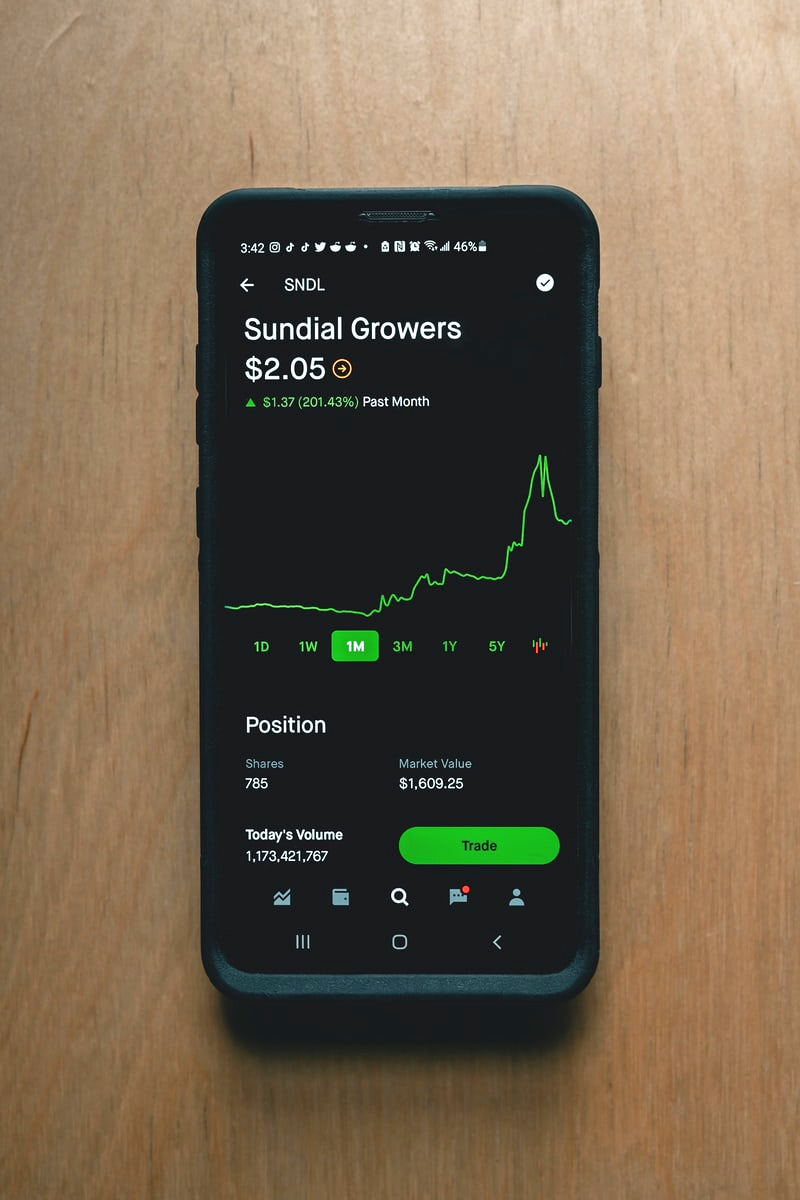 3:42 46%
SNDL
Sundial Growers
$2.05
$1.37 (201.43%) Past Month
1D 1W 1M 3M 1Y 5Y
Position
Shares Market Value
785 $1,609.25
Today's Volume
1,173,421,767
Trade